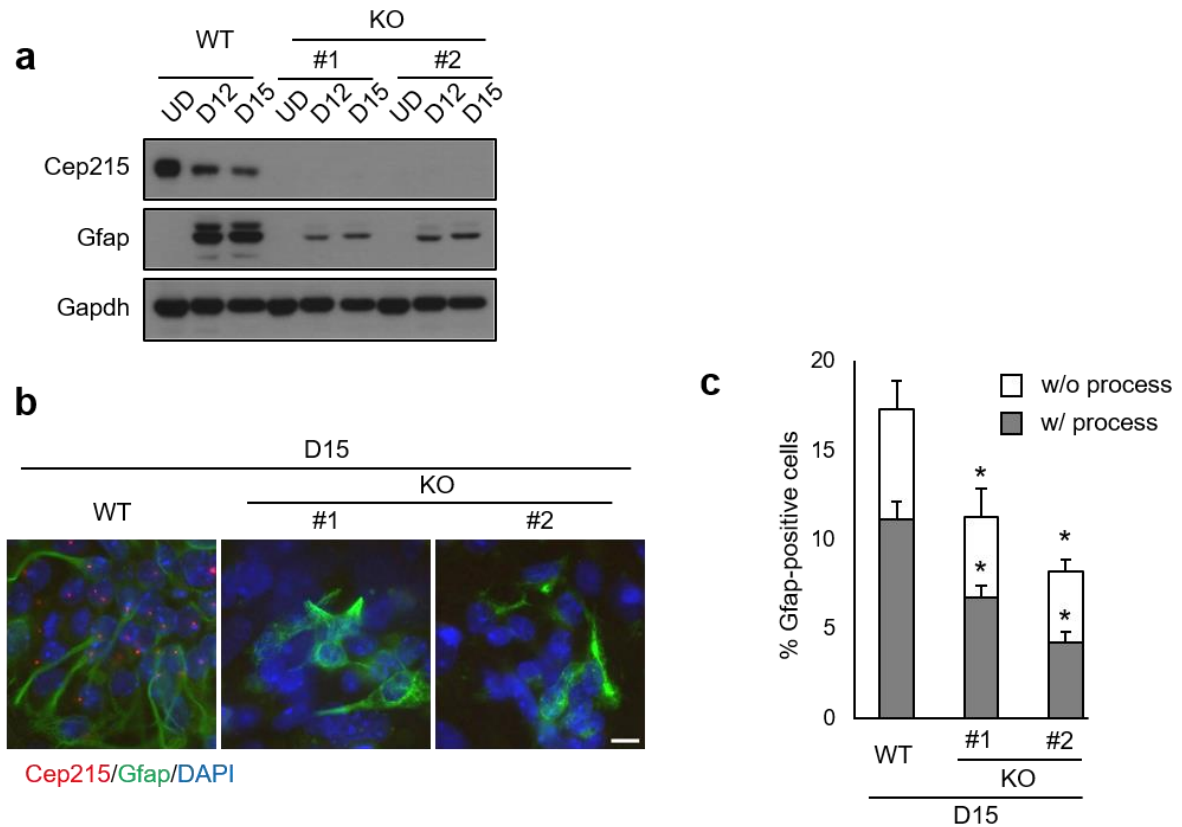 a
WT
KO
#1
#2
UD D12 D15 UD D12 D15 UD D12 D15
Cep215
Gfap
Gapdh
b
D15
WT
KO
#1
#2
Cep215/Gfap/DAPI
c
20
15
10
5
0
% Gfap-positive cells
w/o process
w/ process
*
*
*
*
WT
#1
#2
KO
D15